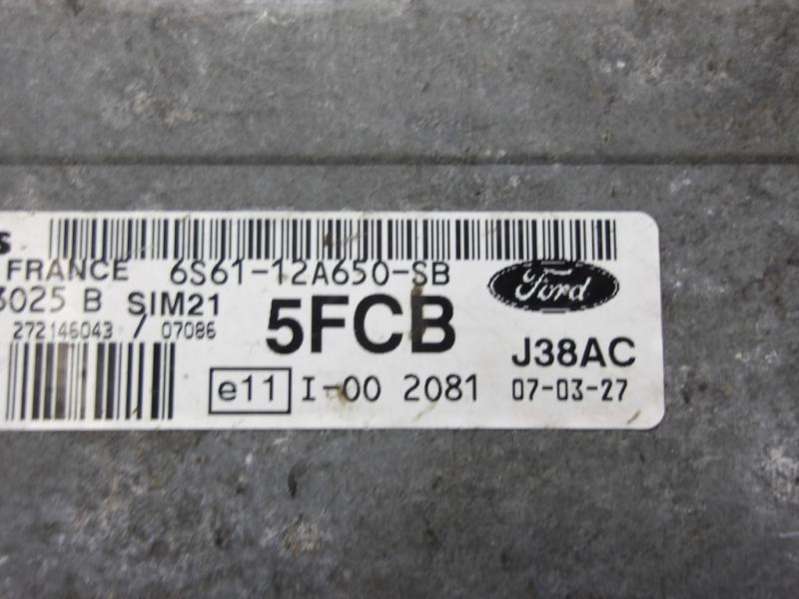 S
FRANCE 6S61-12A650-SB
3025 B SIM21
272146043 / 07086
5FCB
Ford
J38AC
e11 I-00 2081 07-03-27